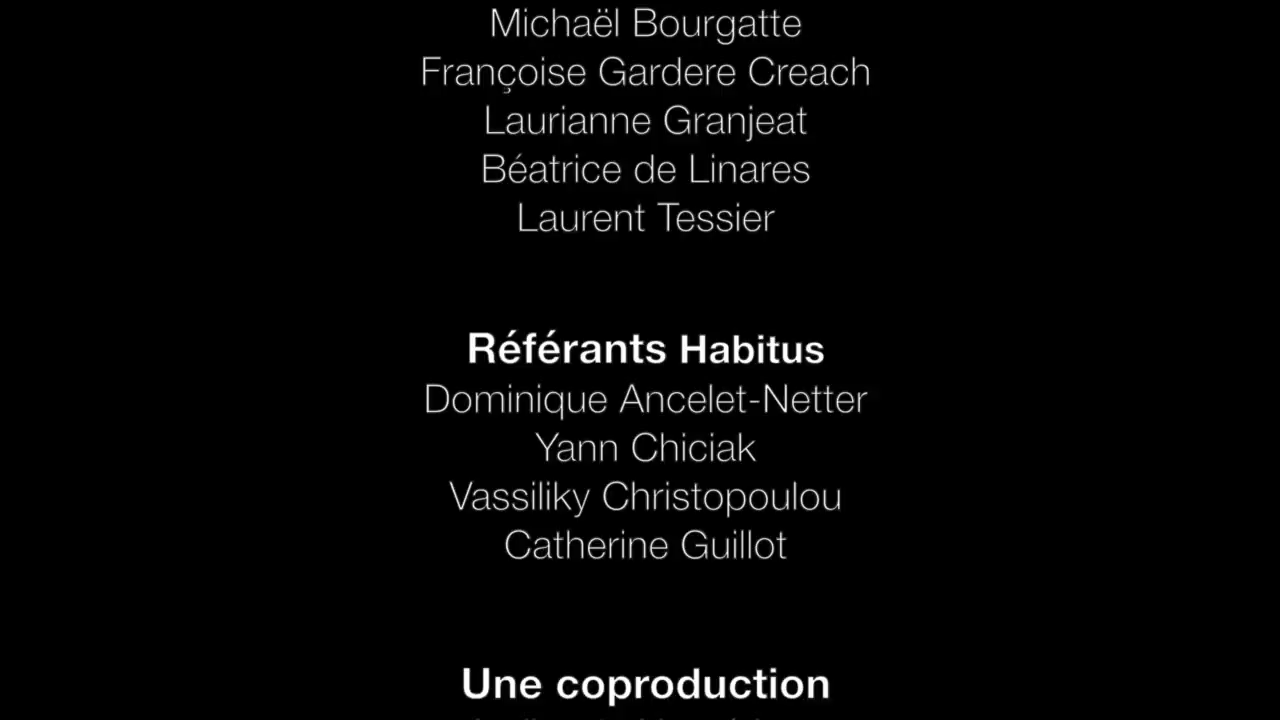 Michaël Bourgatte
Françoise Gardere Creach
Laurianne Granjeat
Béatrice de Linares
Laurent Tessier
Référants Habitus
Dominique Ancelet-Netter
Yann Chiciak
Vassiliky Christopoulou
Catherine Guillot
Une coproduction